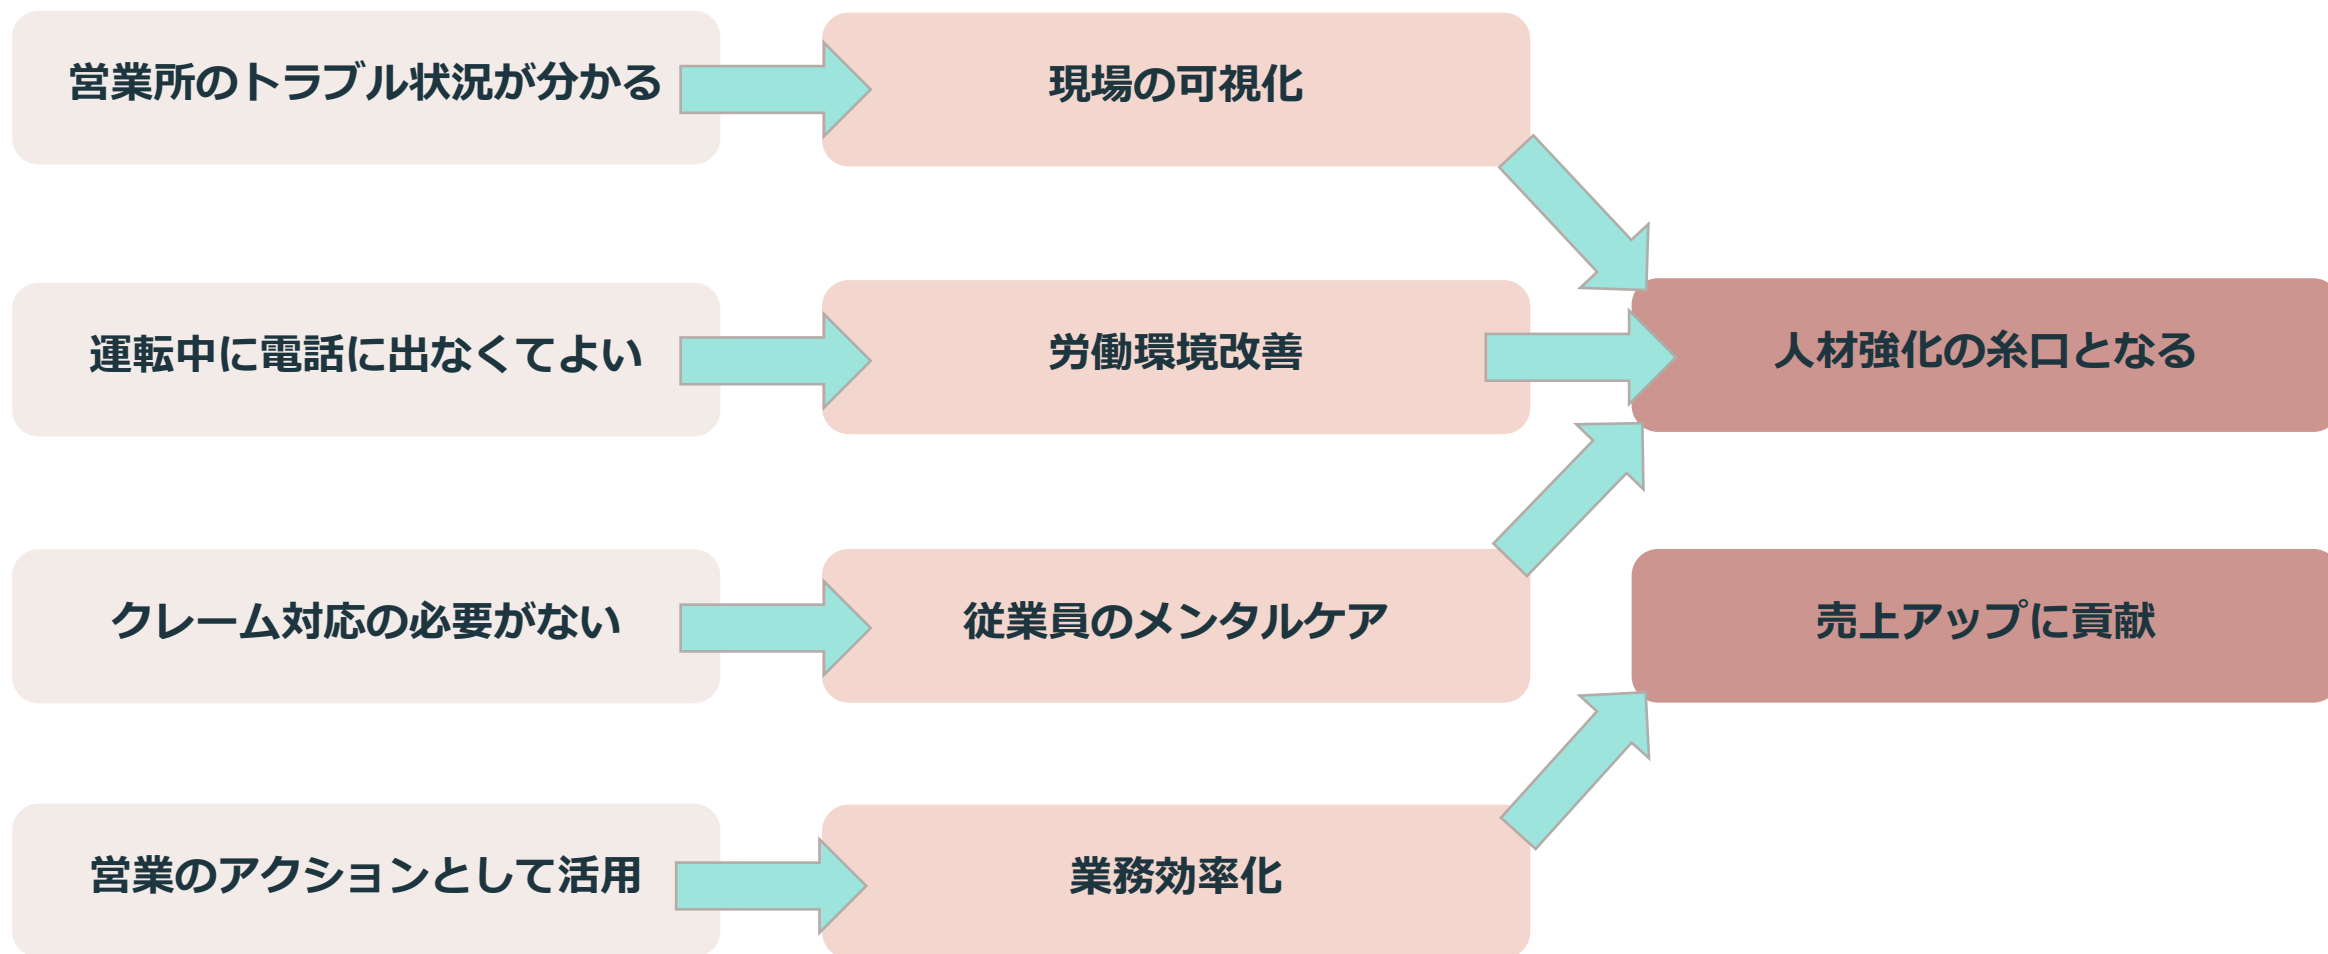 営業所のトラブル状況が分かる
現場の可視化
運転中に電話に出なくてよい
労働環境改善
人材強化の糸口となる
クレーム対応の必要がない
従業員のメンタルケア
売上アップに貢献
営業のアクションとして活用
業務効率化